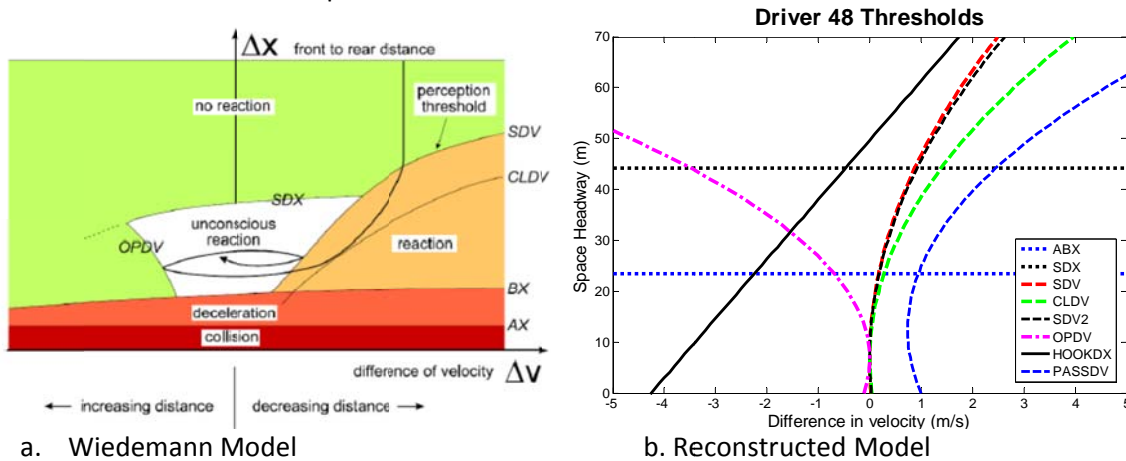 ΔX front to rear distance
no reaction
perception
threshold
SDV
CLDV
SDX
unconscious
reaction
OPDV
reaction
BX
deceleration
AX
collision
difference of velocity ΔV
← increasing distance
decreasing distance →
a. Wiedemann Model
Driver 48 Thresholds
Space Headway (m)
70
60
50
40
30
20
10
0
-5 -4 -3 -2 -1 0 1 2 3 4 5
Difference in velocity (m/s)
ABX
SDX
SDV
CLDV
SDV2
OPDV
HOOKDX
PASSDV
b. Reconstructed Model